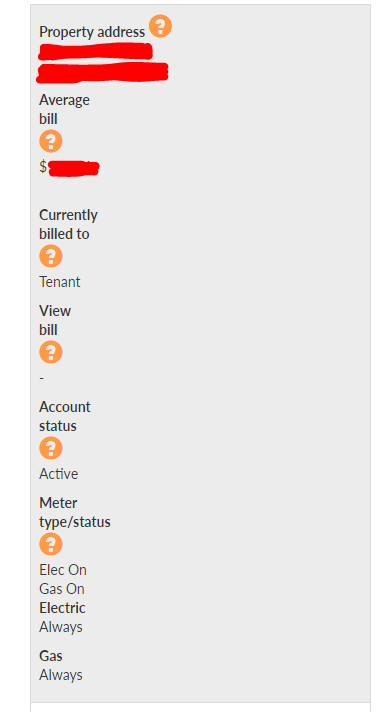 Property address ?
Average
bill
?
$
Currently
billed to
?
Tenant
View
bill
?
-
Account
status
?
Active
Meter
type/status
?
Elec On
Gas On
Electric
Always
Gas
Always